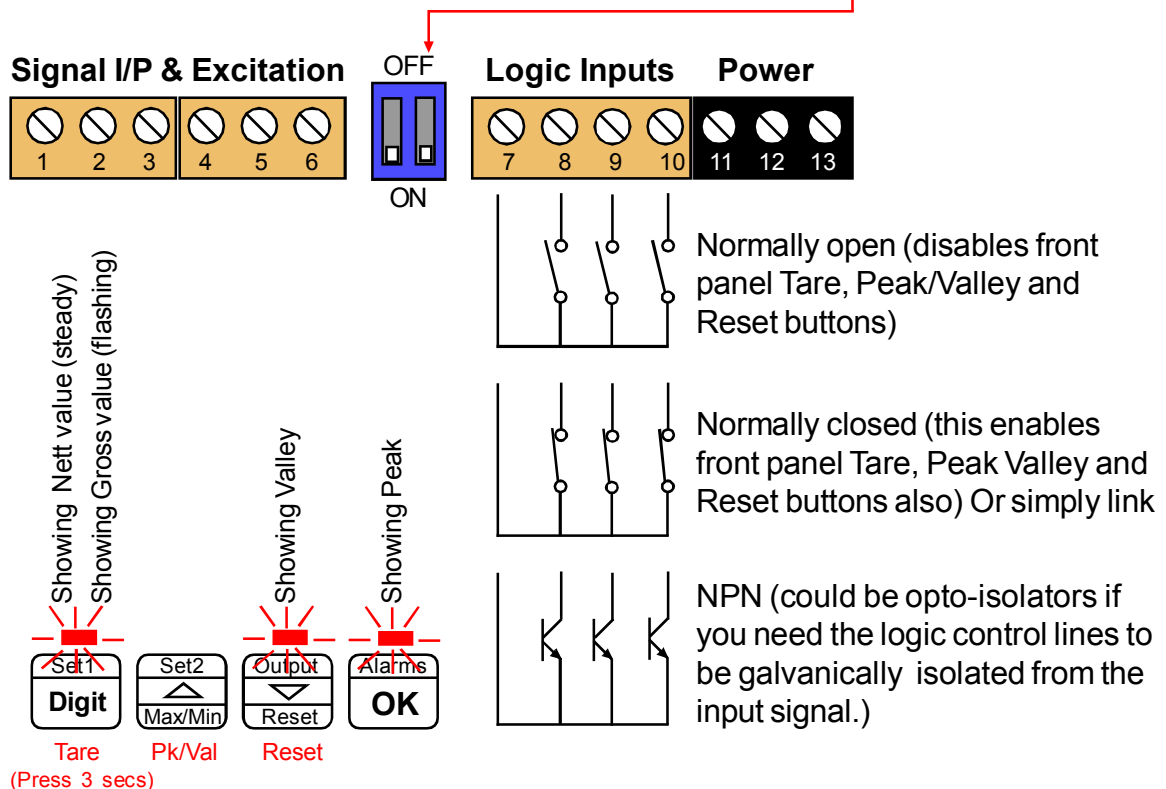 Signal I/P & Excitation
OFF
Logic Inputs
Power
1 2 3 4 5 6
7 8 9 10 11 12 13
ON
Normally open (disables front
panel Tare, Peak/Valley and
Reset buttons)
Normally closed (this enables
front panel Tare, Peak Valley and
Reset buttons also) Or simply link
NPN (could be opto-isolators if
you need the logic control lines to
be galvanically isolated from the
input signal.)
Showing Nett value (steady)
Showing Gross value (flashing)
Showing Valley
Showing Peak
Set1
Digit
Set2
Max/Min
Output
Reset
Alarms
OK
Tare
(Press 3 secs)
Pk/Val
Reset